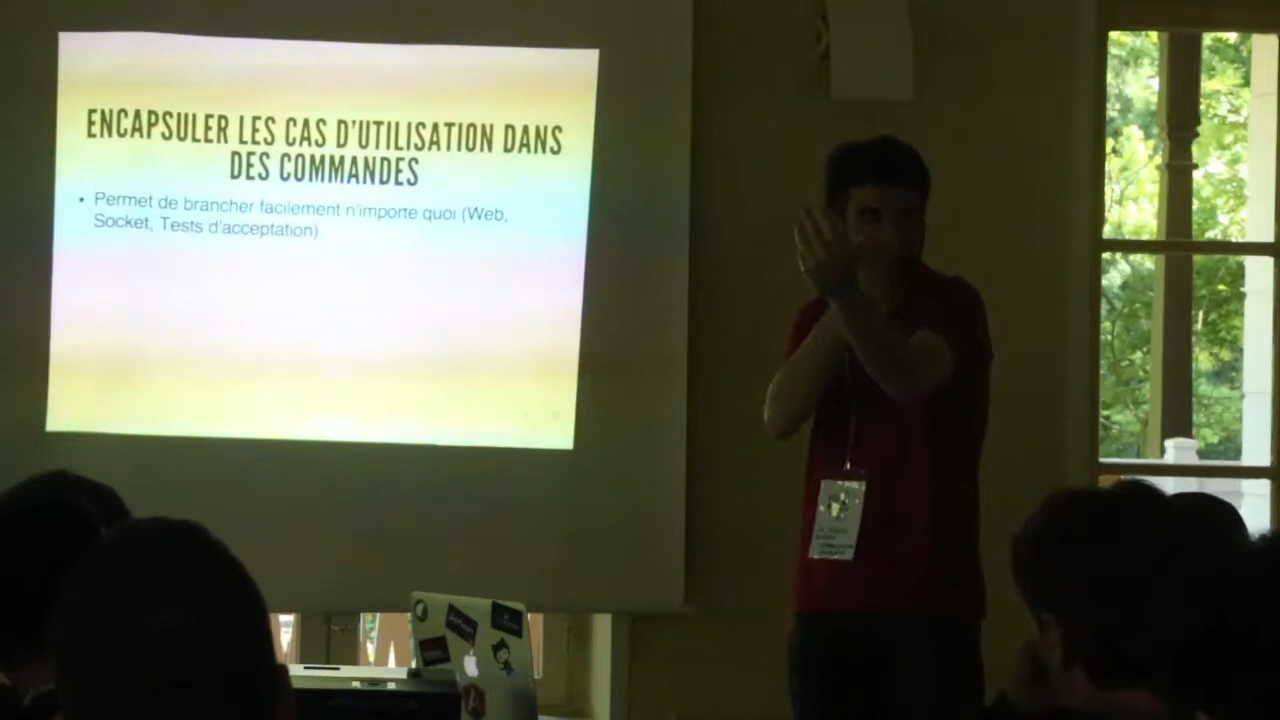 ENCAPSULER LES CAS D'UTILISATION DANS
DES COMMANDES
• Permet de brancher facilement n'importe quoi (Web,
Socket, Tests d'acceptation)